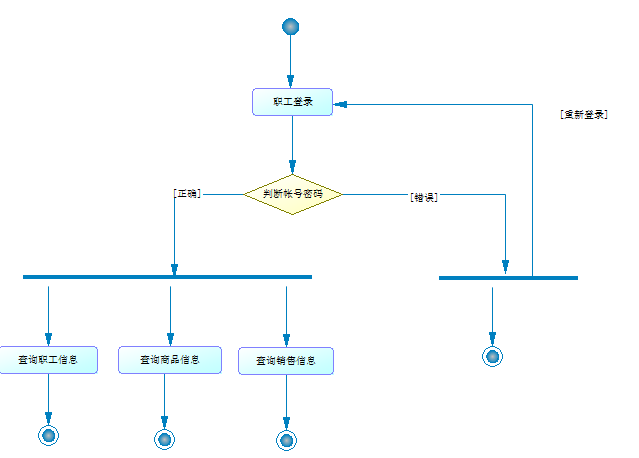 职工登录
[重新登录]
判断帐号密码
[正确]
[错误]
查询职工信息
查询商品信息
查询销售信息